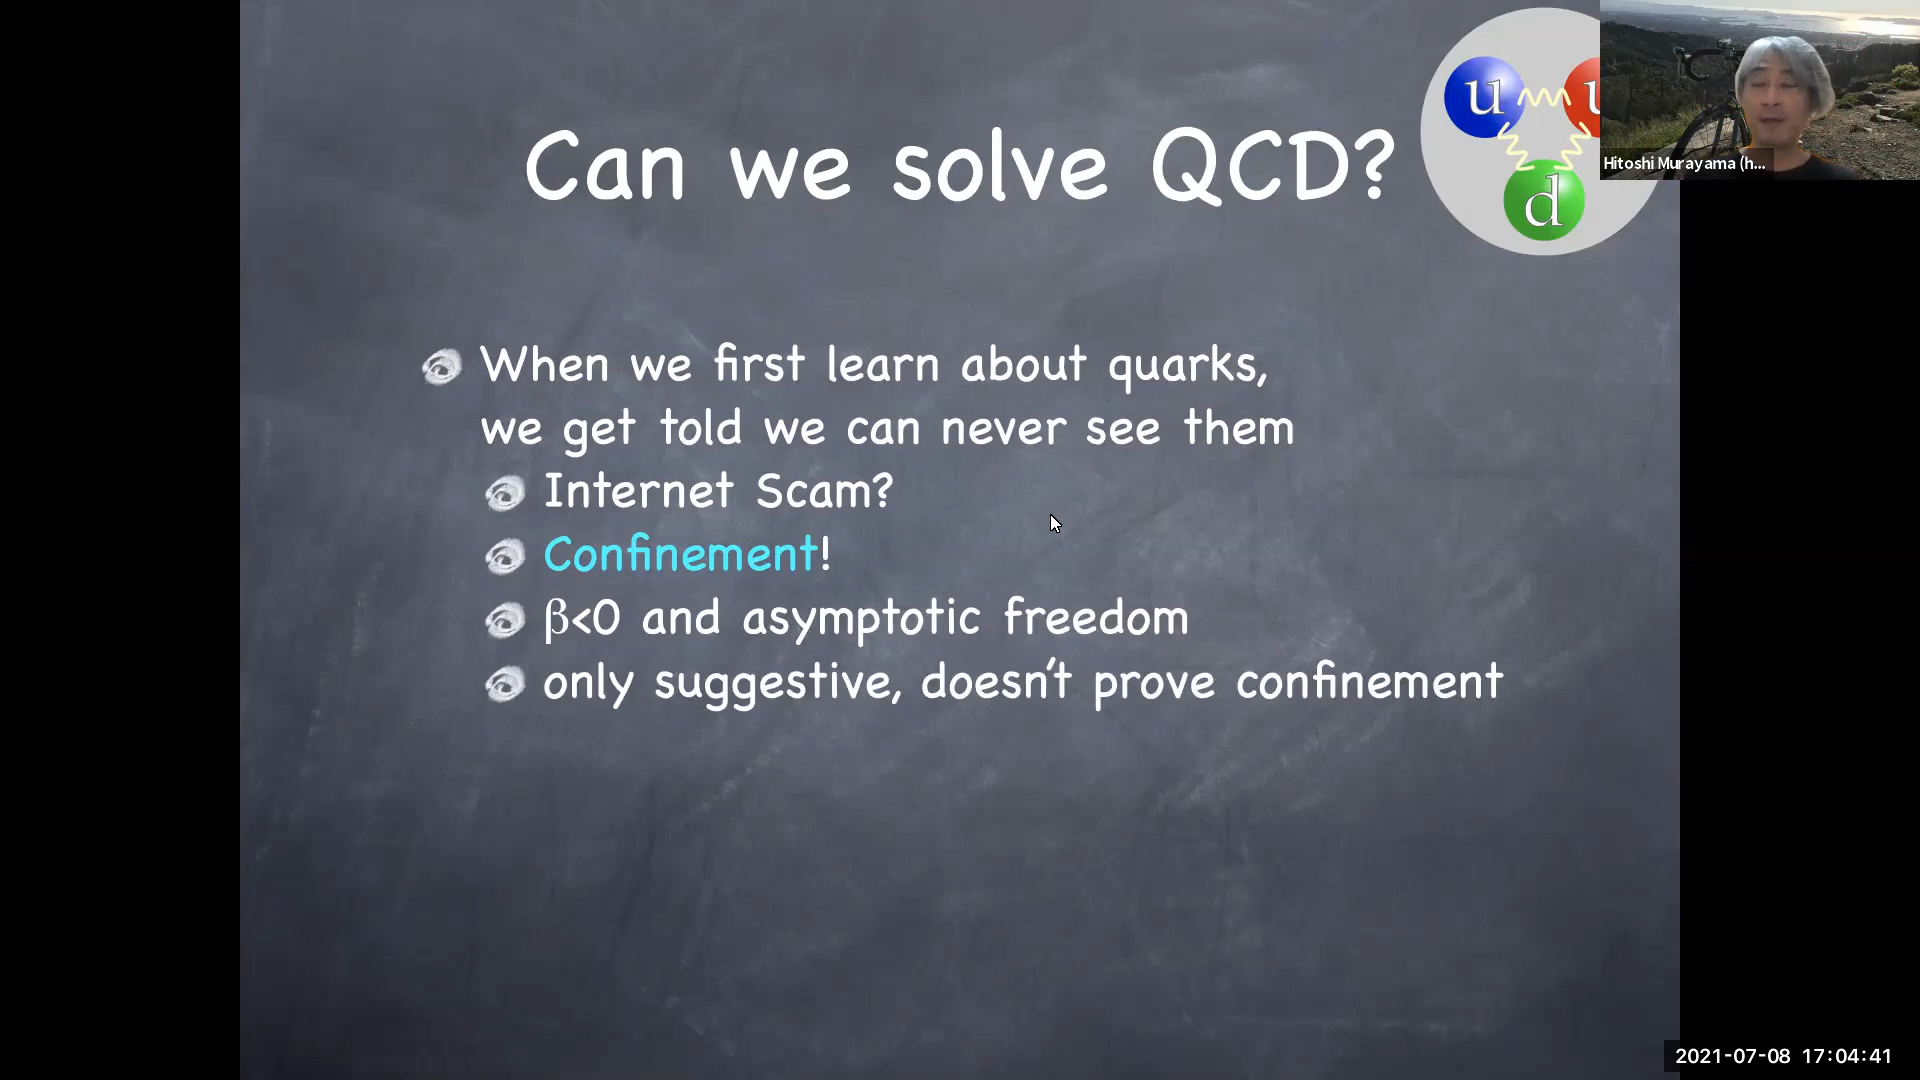 Can we solve QCD?
u
u
d
Hitoshi Murayama (h...
When we first learn about quarks,
we get told we can never see them
Internet Scam?
Confinement!
β<0 and asymptotic freedom
only suggestive, doesn't prove confinement
2021-07-08 17:04:41